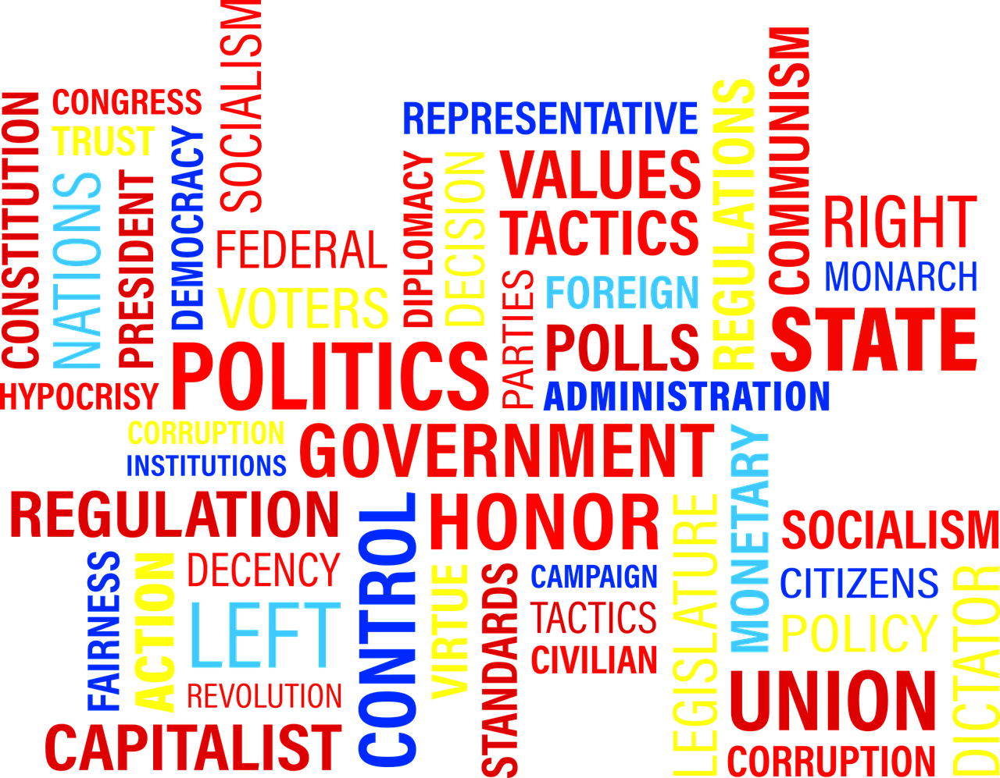 SOCIALISM
COMMUNISM
CONSTITUTION
CONGRESS
TRUST
NATIONS
PRESIDENT
DEMOCRACY
FEDERAL
VOTERS
REPRESENTATIVE
DIPLOMACY
DECISION
VALUES
TACTICS
PARTIES
FOREIGN
POLLS
REGULATIONS
RIGHT
MONARCH
STATE
HYPOCRISY
POLITICS
ADMINISTRATION
CORRUPTION
INSTITUTIONS
GOVERNMENT
MONETARY
REGULATION
CONTROL
HONOR
LEGISLATURE
SOCIALISM
FAIRNESS
ACTION
DECENCY
LEFT
REVOLUTION
CAPITALIST
VIRTUE
STANDARDS
CAMPAIGN
TACTICS
CIVILIAN
CITIZENS
POLICY
DICTATOR
UNION
CORRUPTION